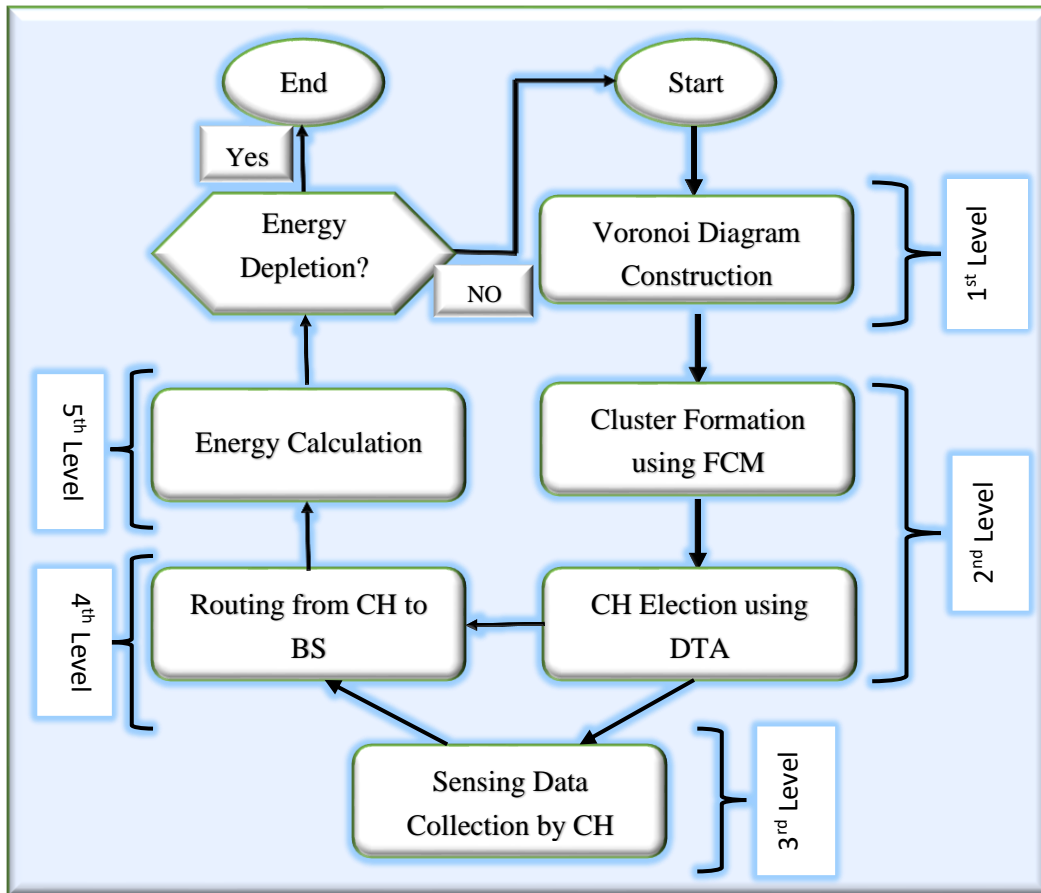 End
Start
Yes
Energy
Depletion?
NO
Voronoi Diagram
Construction
1st Level
5th Level
Energy Calculation
Cluster Formation
using FCM
2nd Level
4th Level
Routing from CH to
BS
CH Election using
DTA
Sensing Data
Collection by CH
3rd Level